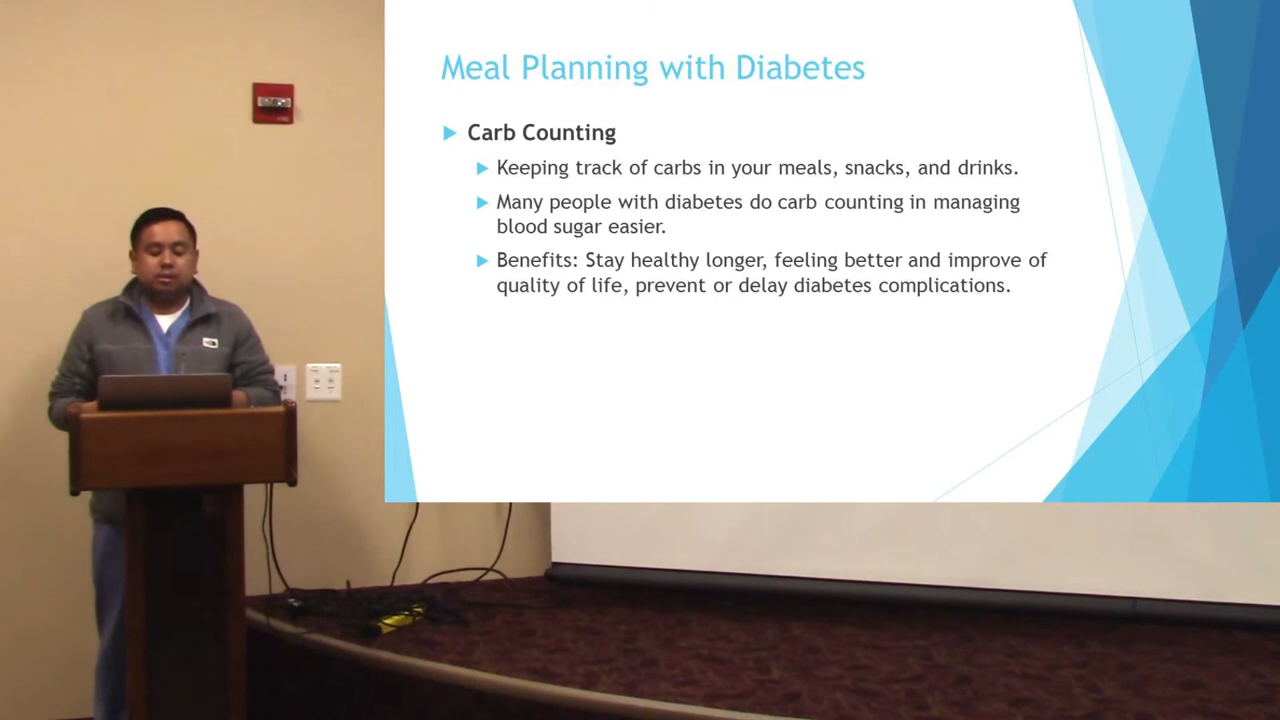 Meal Planning with Diabetes
Carb Counting
Keeping track of carbs in your meals, snacks, and drinks.
Many people with diabetes do carb counting in managing
blood sugar easier.
Benefits: Stay healthy longer, feeling better and improve of
quality of life, prevent or delay diabetes complications.